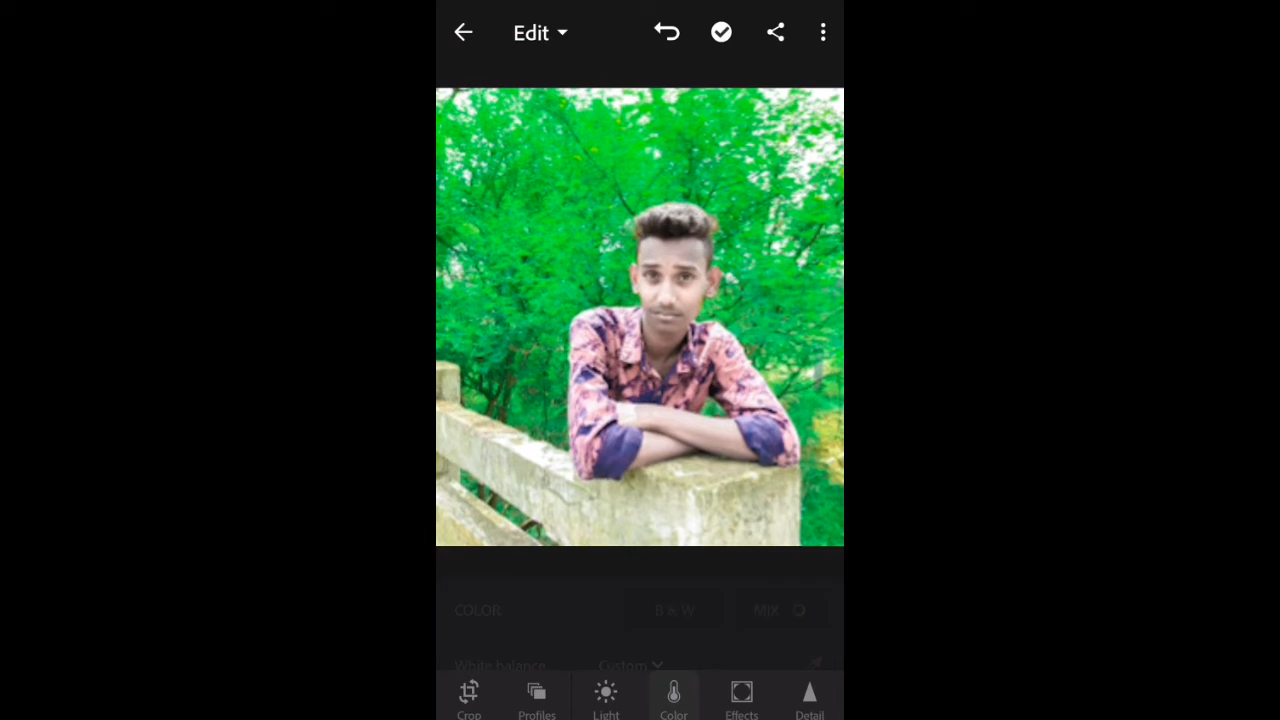 Edit
COLOR
B & W
MIX
White balance
Custom
Crop
Profiles
Light
Color
Effects
Detail